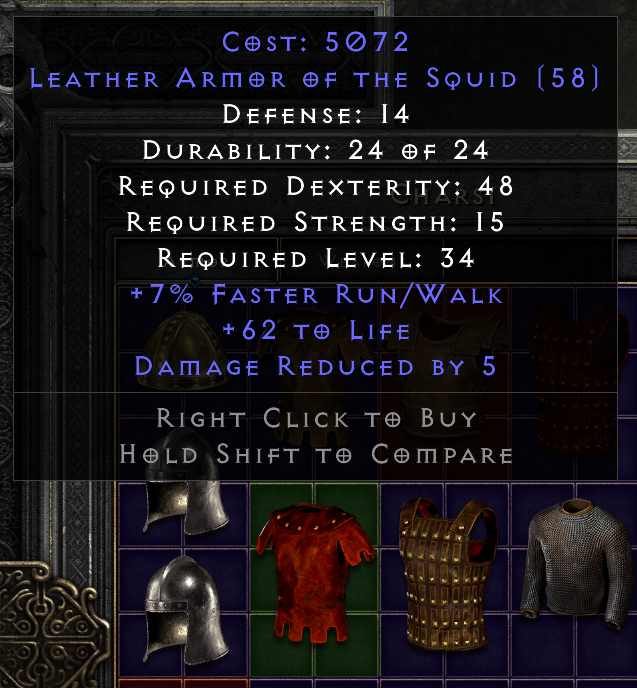 Cost: 5072
Leather Armor of the Squid (58)
Defense: 14
Durability: 24 of 24
Required Dexterity: 48
Required Strength: 15
Required Level: 34
+7% Faster Run/Walk
+62 to Life
Damage Reduced by 5
Right Click to Buy
Hold Shift to Compare